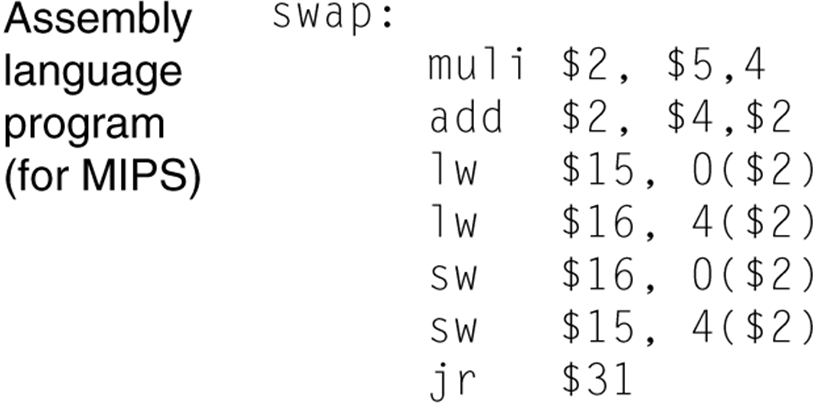 Assembly
language
program
(for MIPS)
swap:
muli $2, $5,4
add $2, $4,$2
lw $15, 0($2)
lw $16, 4($2)
sw $16, 0($2)
sw $15, 4($2)
jr $31